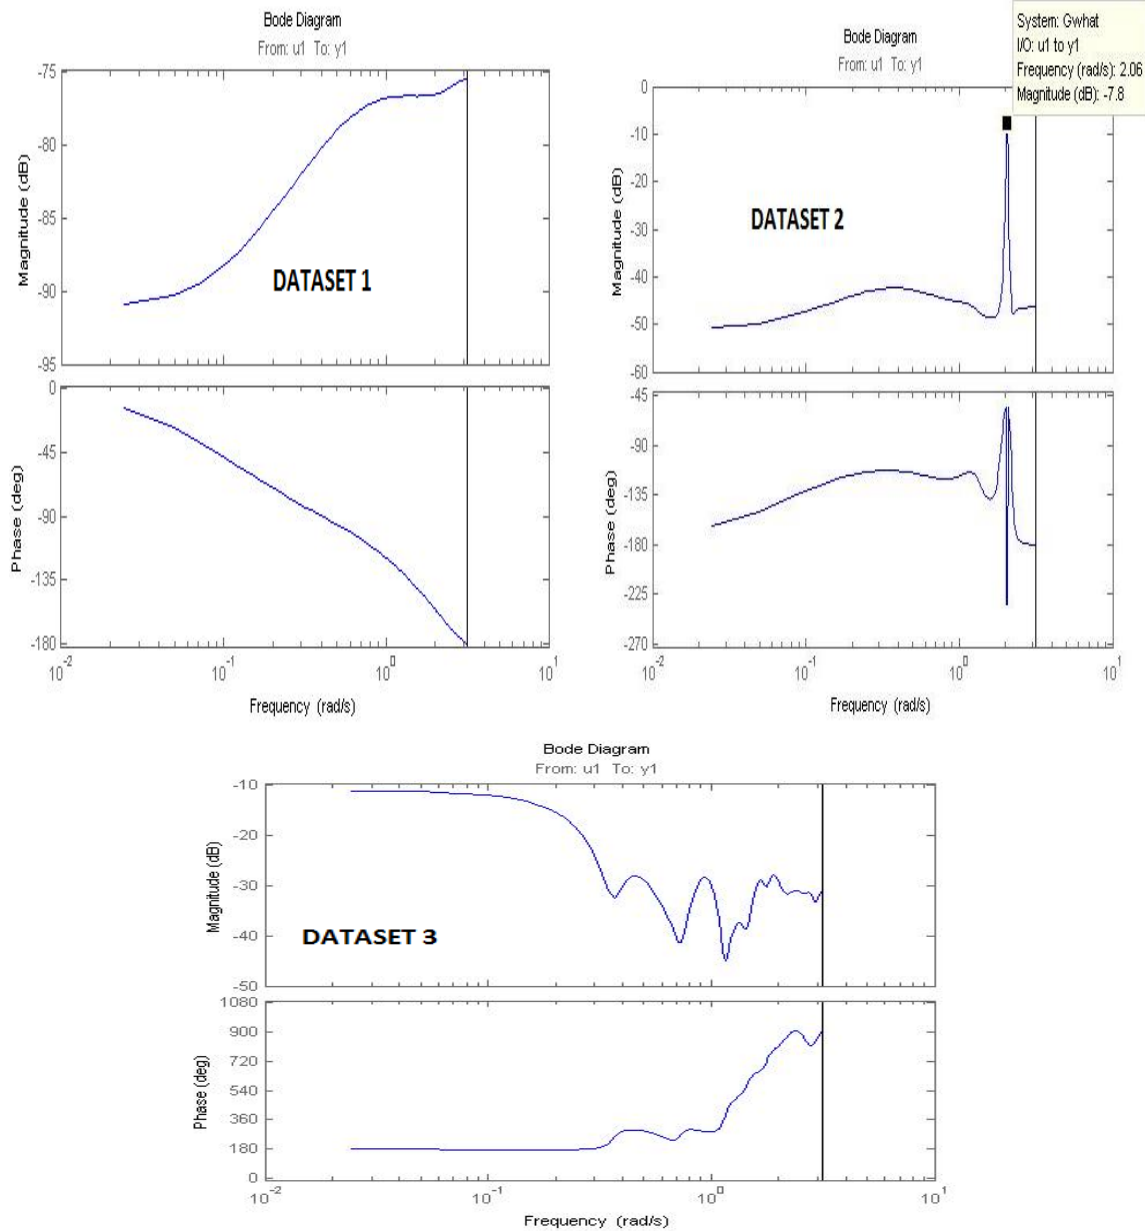 Bode Diagram
From: u1 To: y1
Magnitude (dB)
-75
-80
-85
-90
-95
DATASET 1
Phase (deg)
0
-45
-90
-135
-180
10^-2
10^-1
10^0
10^1
Frequency (rad/s)
System: Gwhat
I/O: u1 to y1
Frequency (rad/s): 2.06
Magnitude (dB): -7.8
Bode Diagram
From: u1 To: y1
Magnitude (dB)
0
-10
-20
-30
-40
-50
-60
DATASET 2
Phase (deg)
-45
-90
-135
-180
-225
-270
10^-2
10^-1
10^0
10^1
Frequency (rad/s)
Bode Diagram
From: u1 To: y1
Magnitude (dB)
-10
-20
-30
-40
-50
DATASET 3
Phase (deg)
1080
900
720
540
360
180
0
10^-2
10^-1
10^0
10^1
Frequency (rad/s)